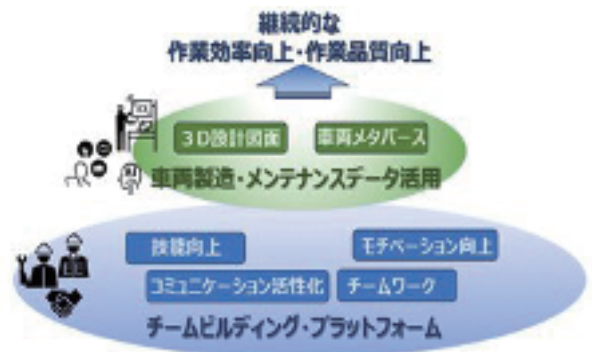 継続的な
作業効率向上・作業品質向上
3D設計図面
車両メタバース
車両製造・メンテナンスデータ活用
技能向上
モチベーション向上
コミュニケーション活性化
チームワーク
チームビルディング・プラットフォーム